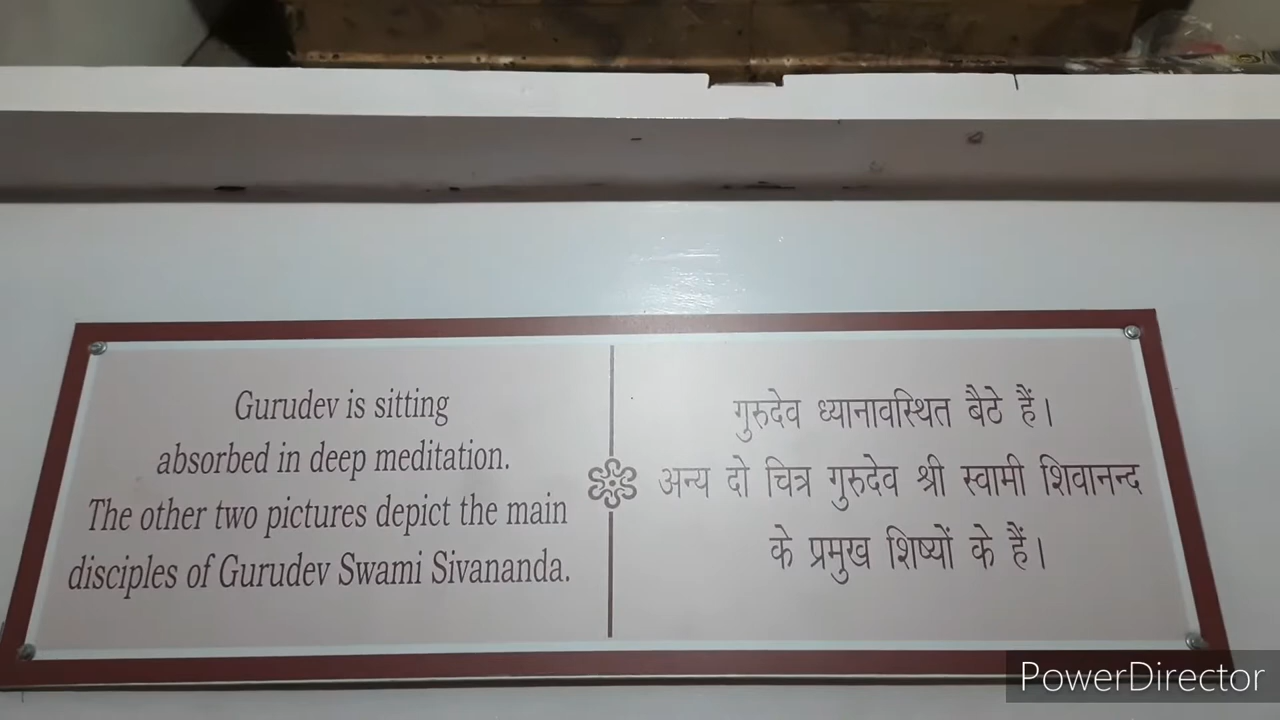 Gurudev is sitting
absorbed in deep meditation.
The other two pictures depict the main
disciples of Gurudev Swami Sivananda.
गुरुदेव ध्यानावस्थित बैठे हैं।
अन्य दो चित्र गुरुदेव श्री स्वामी शिवानन्द
के प्रमुख शिष्यों के हैं।
PowerDirector